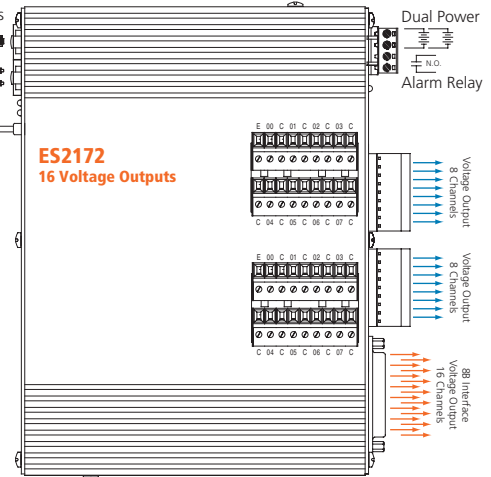 s
Dual Power
N.O.
Alarm Relay
ES2172
16 Voltage Outputs
E 00 C 01 C 02 C 03 C
C 04 C 05 C 06 C 07 C
Voltage Output
8 Channels
E 00 C 01 C 02 C 03 C
C 04 C 05 C 06 C 07 C
Voltage Output
8 Channels
8B Interface
Voltage Output
16 Channels